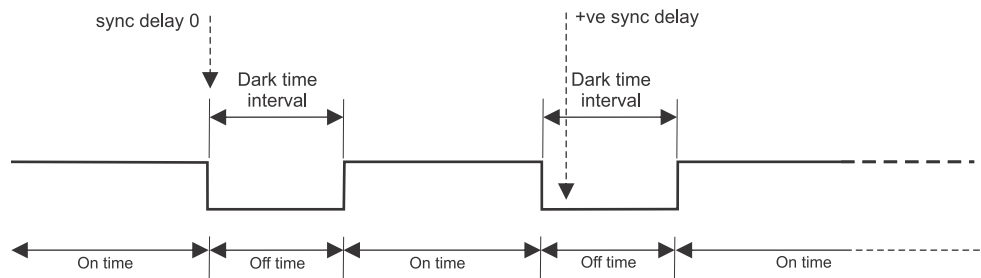 sync delay 0
+ve sync delay
Dark time
interval
Dark time
interval
On time
Off time
On time
Off time
On time